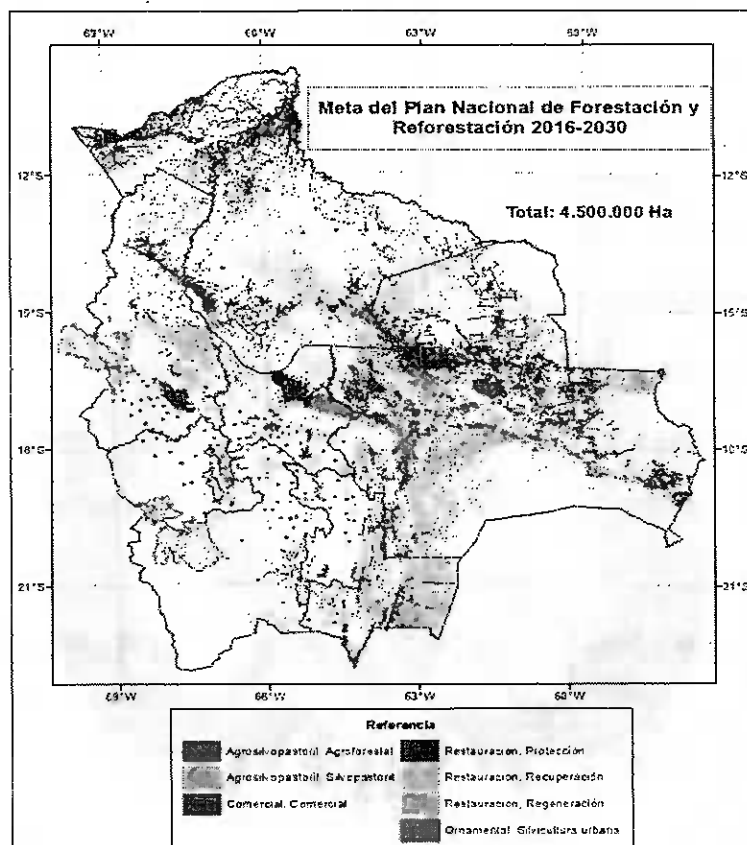 69°W 66°W 63°W 60°W
Meta del Plan Nacional de Forestación y
Reforestación 2016-2030
12°S 12°S
Total: 4.500.000 Ha
15°S 15°S
18°S 18°S
21°S 21°S
69°W 66°W 63°W 60°W
Referencia
Agrosilvopastoril, Agroforestal
Restauracion, Protección
Agrosilvopastoril, Silvopastoril
Restauracion, Recuperación
Comercial, Comercial
Restauracion, Regeneración
Ornamental, Silvicultura urbana